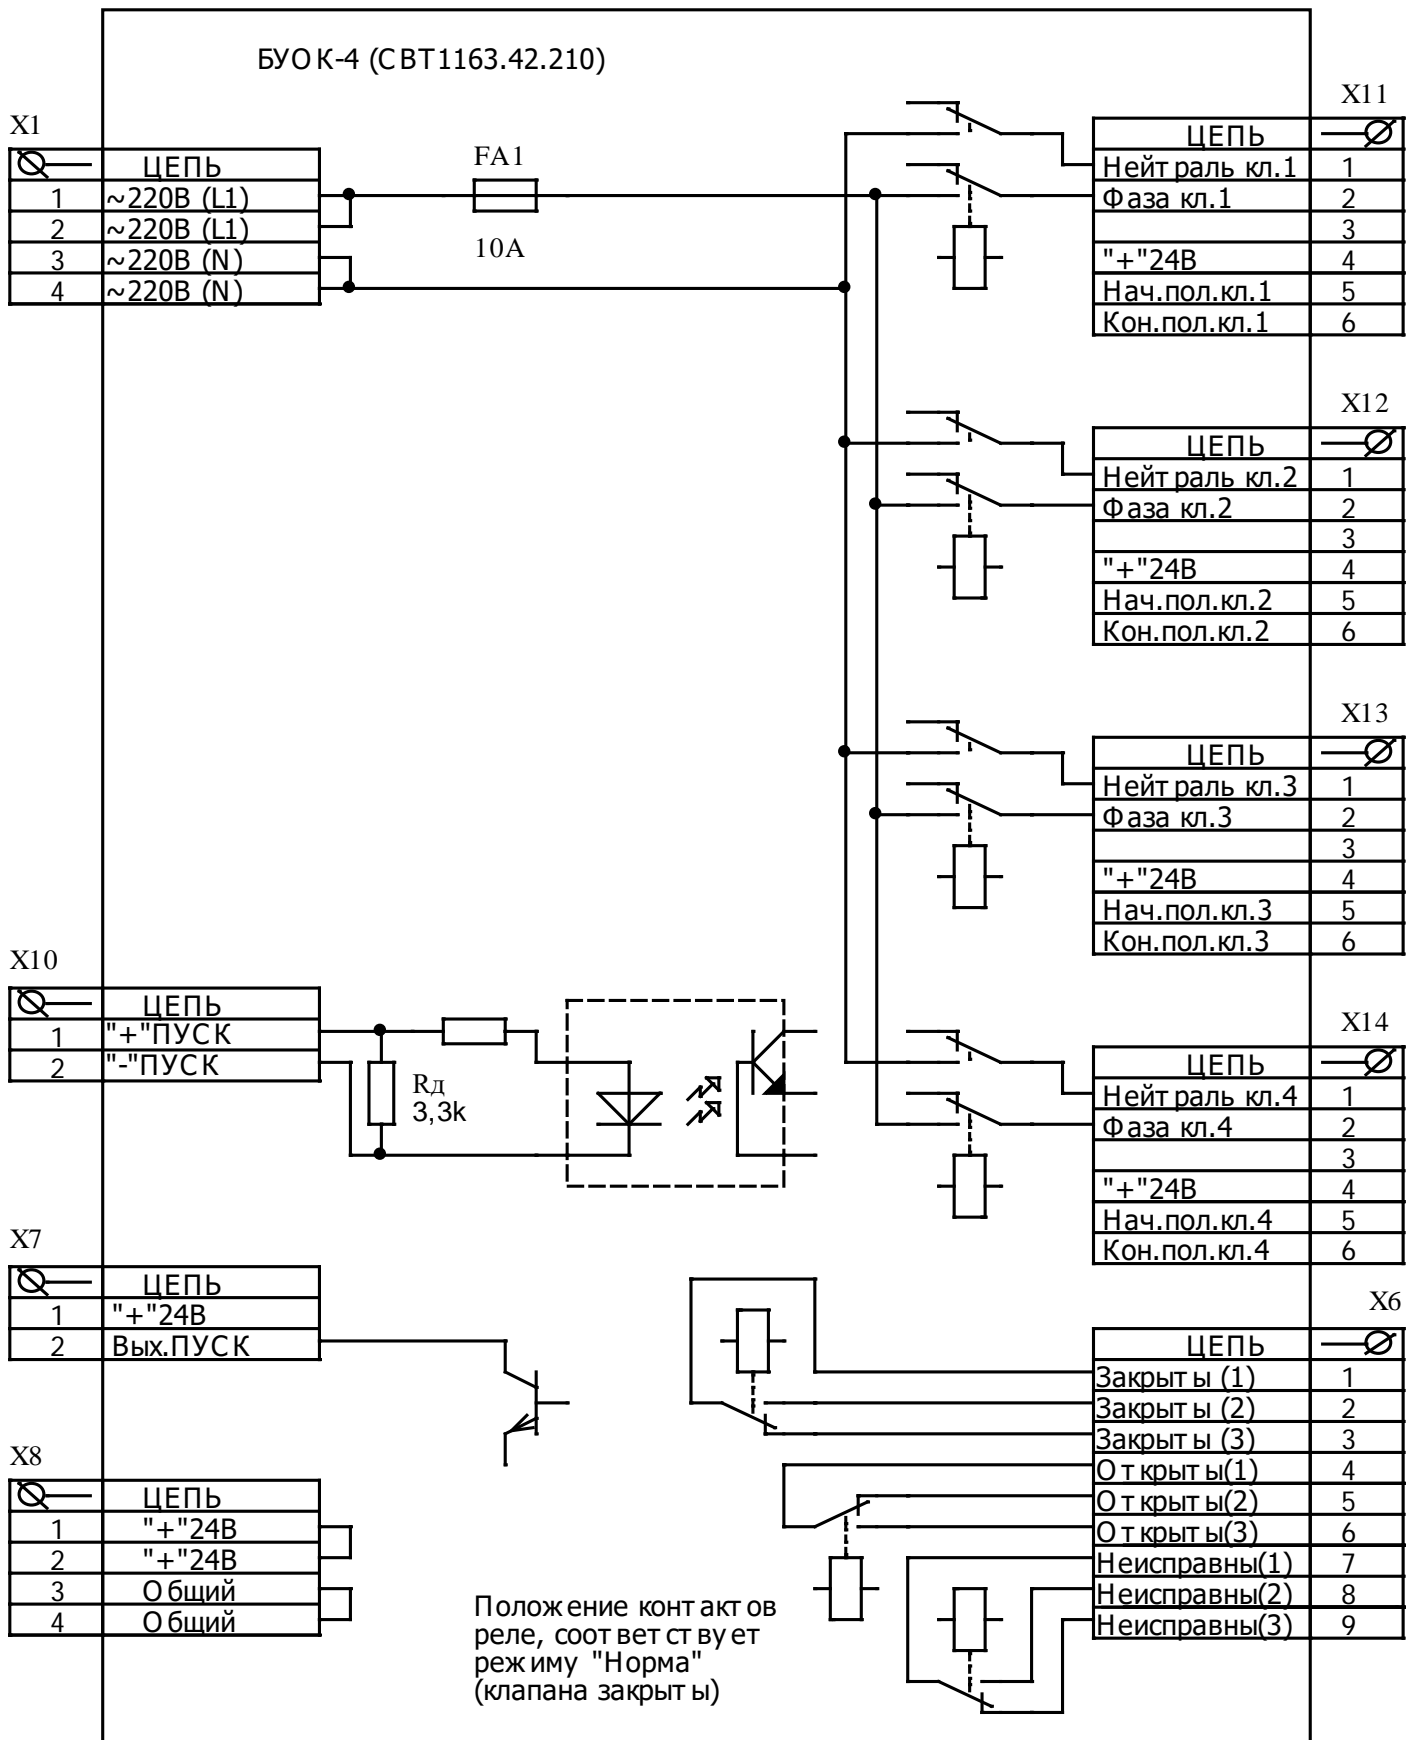 БУОК-4 (СВТ1163.42.210)
X1
ЦЕПЬ
1 ~220В (L1)
2 ~220В (L1)
3 ~220В (N)
4 ~220В (N)
FA1
10А
X11
ЦЕПЬ
Нейтраль кл.1 1
Фаза кл.1 2
3
"+"24В 4
Нач.пол.кл.1 5
Кон.пол.кл.1 6
X12
ЦЕПЬ
Нейтраль кл.2 1
Фаза кл.2 2
3
"+"24В 4
Нач.пол.кл.2 5
Кон.пол.кл.2 6
X13
ЦЕПЬ
Нейтраль кл.3 1
Фаза кл.3 2
3
"+"24В 4
Нач.пол.кл.3 5
Кон.пол.кл.3 6
X10
ЦЕПЬ
1 "+"ПУСК
2 "-"ПУСК
Rд
3,3k
X14
ЦЕПЬ
Нейтраль кл.4 1
Фаза кл.4 2
3
"+"24В 4
Нач.пол.кл.4 5
Кон.пол.кл.4 6
X7
ЦЕПЬ
1 "+"24В
2 Вых.ПУСК
X6
ЦЕПЬ
Закрыты (1) 1
Закрыты (2) 2
Закрыты (3) 3
Открыты(1) 4
Открыты(2) 5
Открыты(3) 6
Неисправны(1) 7
Неисправны(2) 8
Неисправны(3) 9
X8
ЦЕПЬ
1 "+"24В
2 "+"24В
3 Общий
4 Общий
Положение контактов
реле, соответствует
режиму "Норма"
(клапана закрыты)